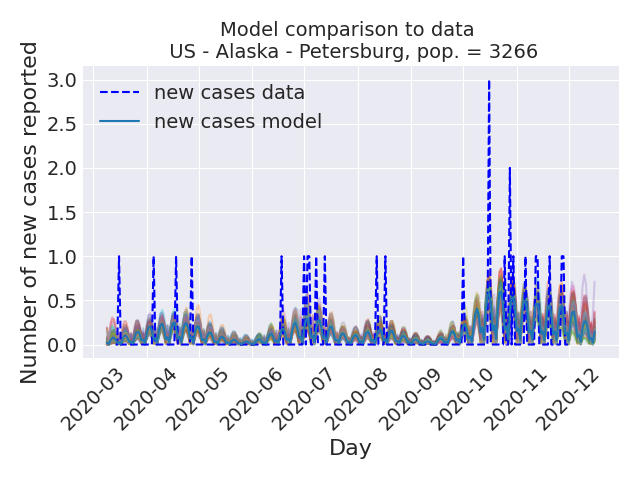 Model comparison to data
US - Alaska - Petersburg, pop. = 3266
Number of new cases reported
3.0
2.5
2.0
1.5
1.0
0.5
0.0
new cases data
new cases model
2020-03
2020-04
2020-05
2020-06
2020-07
2020-08
2020-09
2020-10
2020-11
2020-12
Day